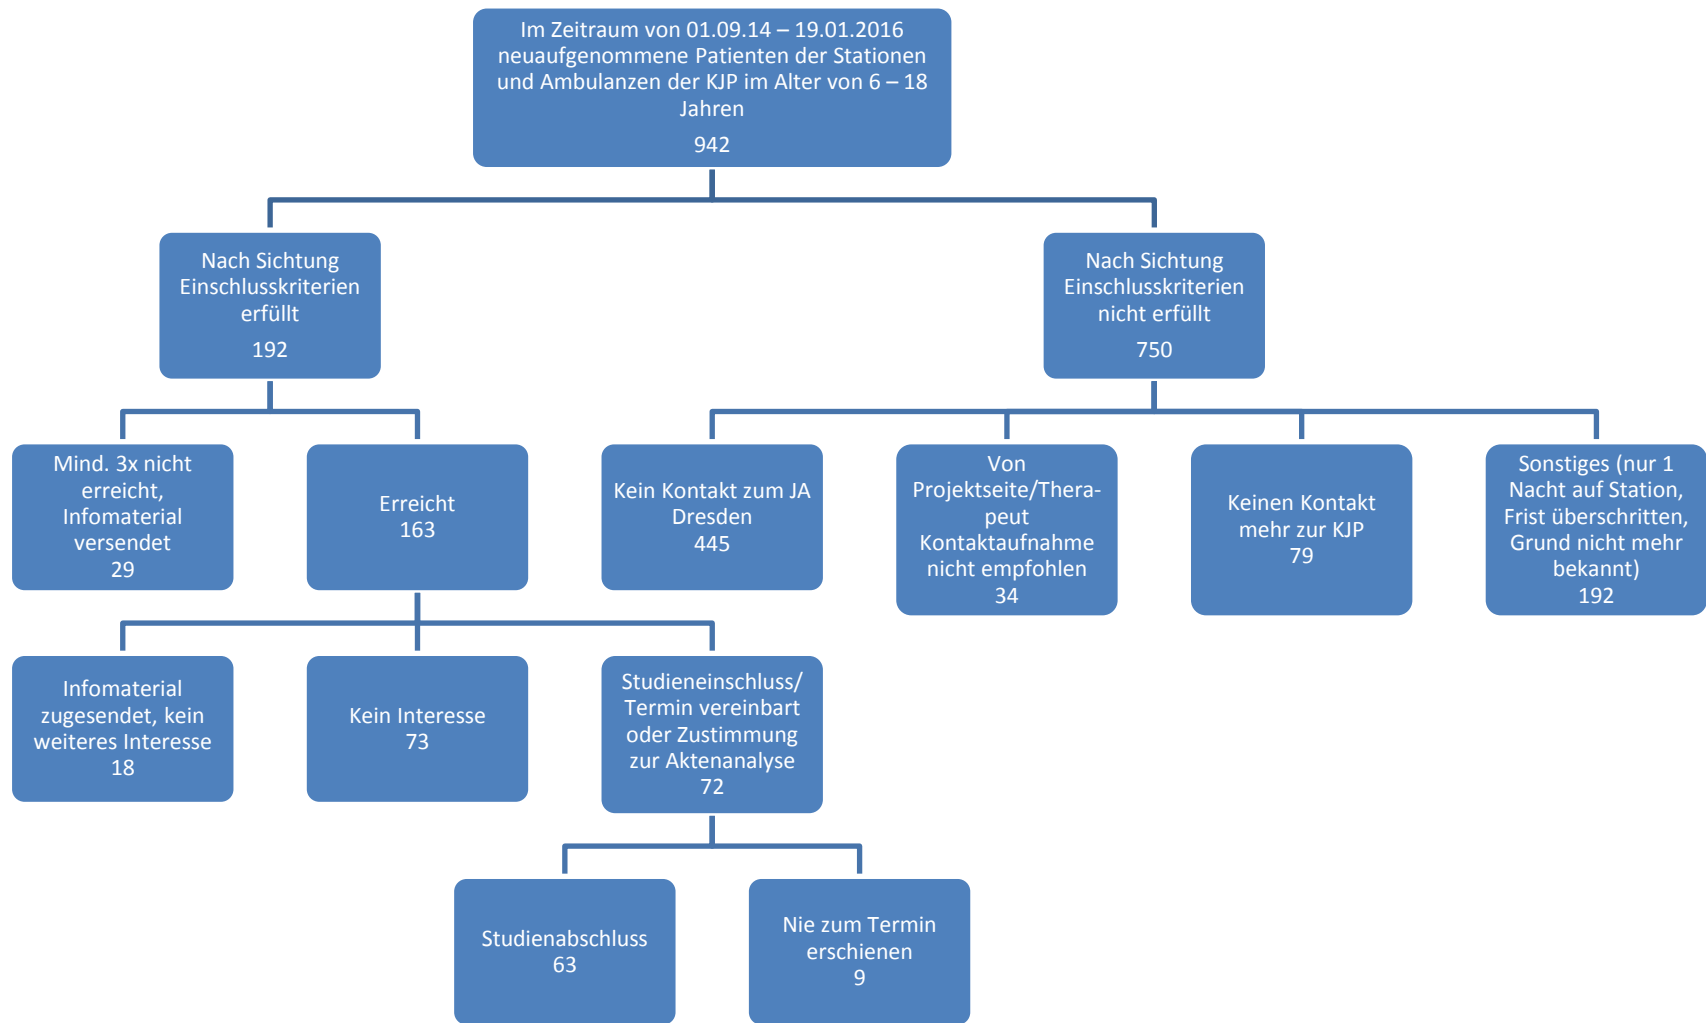 Im Zeitraum von 01.09.14 – 19.01.2016
neuaufgenommene Patienten der Stationen
und Ambulanzen der KJP im Alter von 6 – 18
Jahren
942
Nach Sichtung
Einschlusskriterien
erfüllt
192
Nach Sichtung
Einschlusskriterien
nicht erfüllt
750
Mind. 3x nicht
erreicht,
Infomaterial
versendet
29
Erreicht
163
Kein Kontakt zum JA
Dresden
445
Von
Projektseite/Thera-
peut
Kontaktaufnahme
nicht empfohlen
34
Keinen Kontakt
mehr zur KJP
79
Sonstiges (nur 1
Nacht auf Station,
Frist überschritten,
Grund nicht mehr
bekannt)
192
Infomaterial
zugesendet, kein
weiteres Interesse
18
Kein Interesse
73
Studieneinschluss/
Termin vereinbart
oder Zustimmung
zur Aktenanalyse
72
Studienabschluss
63
Nie zum Termin
erschienen
9